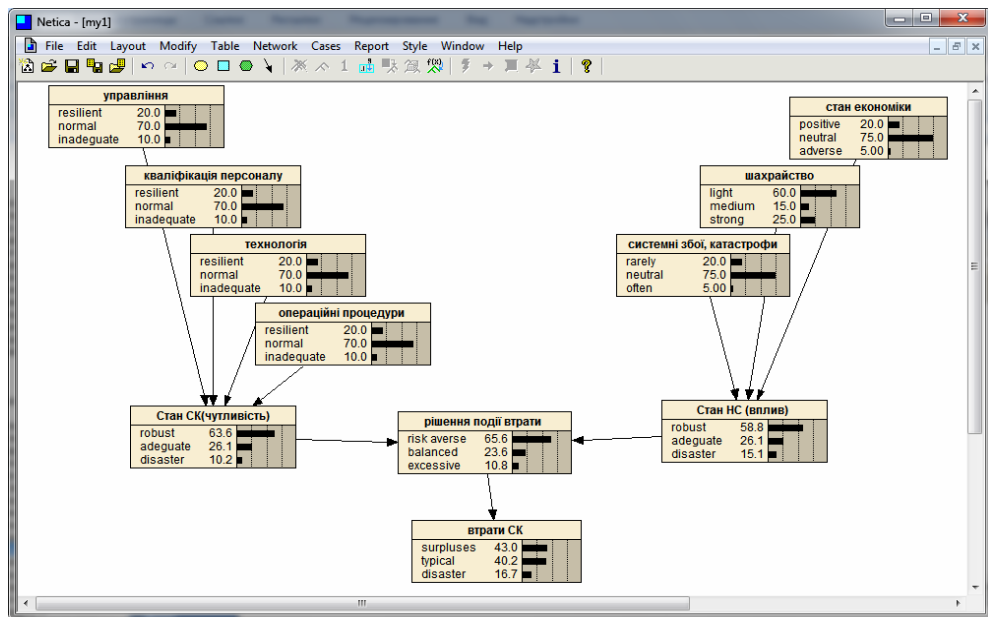 Netica - [my1]
File Edit Layout Modify Table Network Cases Report Style Window Help
управління
resilient 20.0
normal 70.0
inadeguate 10.0
кваліфікація персоналу
resilient 20.0
normal 70.0
inadequate 10.0
технологія
resilient 20.0
normal 70.0
inadequate 10.0
операційні процедури
resilient 20.0
normal 70.0
inadequate 10.0
стан економіки
positive 20.0
neutral 75.0
adverse 5.00
шахрайство
light 60.0
medium 15.0
strong 25.0
системні збої, катастрофи
rarely 20.0
neutral 75.0
often 5.00
Стан СК(чутливість)
robust 63.6
adeguate 26.1
disaster 10.2
рішення події втрати
risk averse 65.6
balanced 23.6
excessive 10.8
Стан НС (вплив)
robust 58.8
adeguate 26.1
disaster 15.1
втрати СК
surpluses 43.0
typical 40.2
disaster 16.7